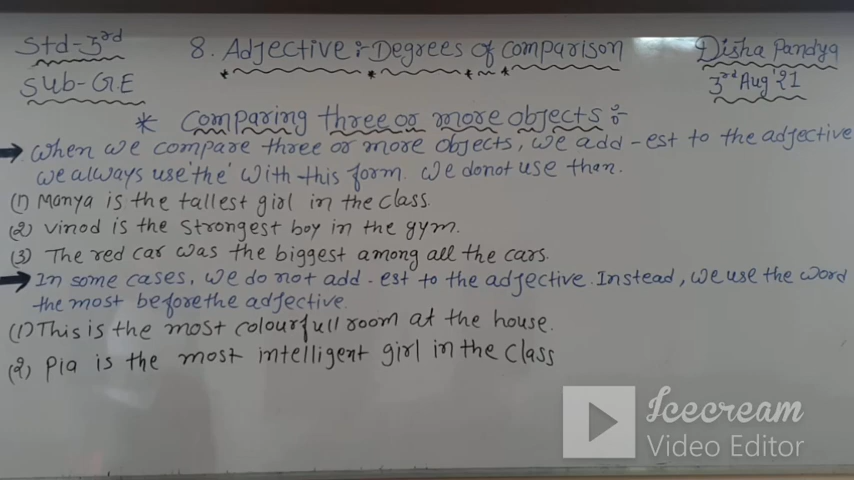 Std-3rd
8. Adjective :- Degrees of comparison
Disha Pandya
Sub-GE
3rd Aug'21
* Comparing three or more objects :-
→ When we compare three or more objects, we add -est to the adjective
we always use 'the' with this form. we donot use than.
(1) Manya is the tallest girl in the class.
(2) vinod is the strongest boy in the gym.
(3) The red car was the biggest among all the cars.
→ In some cases, we do not add -est to the adjective. Instead, we use the word
the most before the adjective.
(1) This is the most colourfull room at the house.
(2) Pia is the most intelligent girl in the class
Icecream
Video Editor